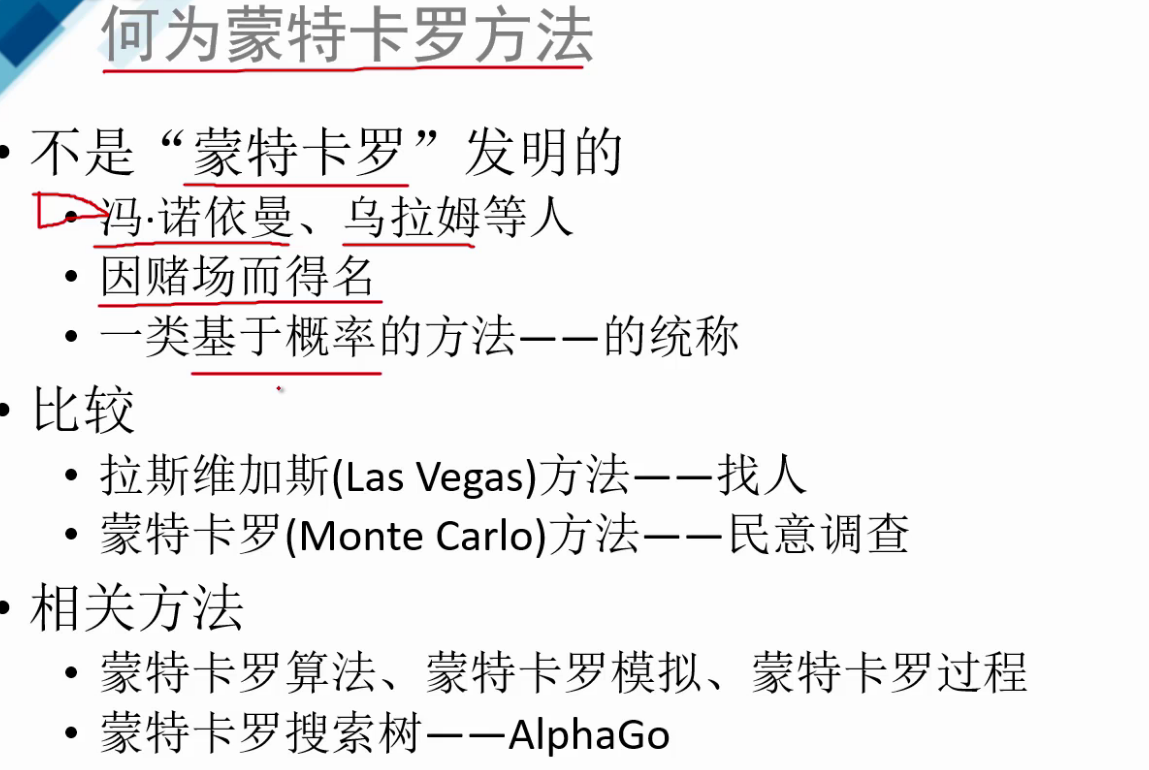 何为蒙特卡罗方法
• 不是“蒙特卡罗”发明的
• 冯·诺依曼、乌拉姆等人
• 因赌场而得名
• 一类基于概率的方法——的统称
• 比较
• 拉斯维加斯(Las Vegas)方法——找人
• 蒙特卡罗(Monte Carlo)方法——民意调查
• 相关方法
• 蒙特卡罗算法、蒙特卡罗模拟、蒙特卡罗过程
• 蒙特卡罗搜索树——AlphaGo